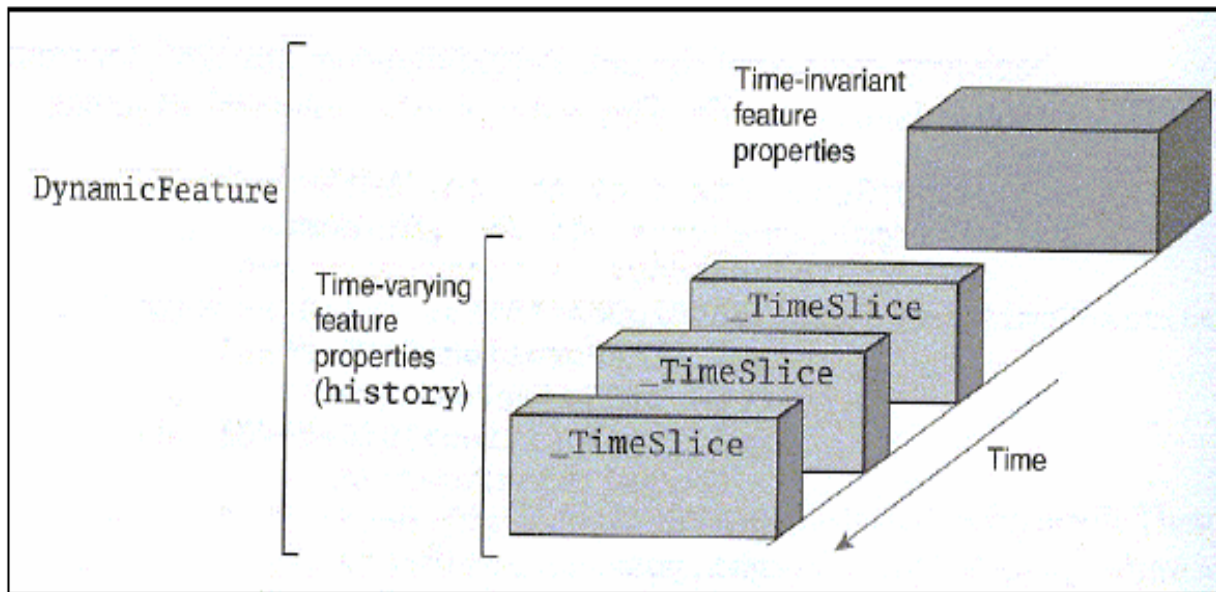 Time-invariant
feature
properties
DynamicFeature
Time-varying
feature
properties
(history)
_TimeSlice
_TimeSlice
_TimeSlice
Time